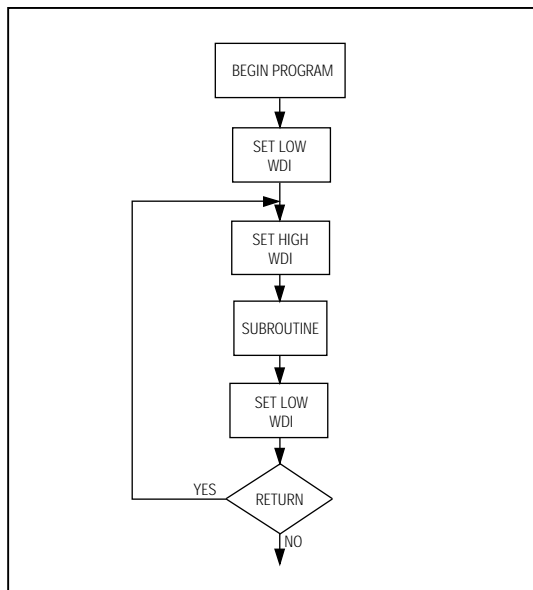 BEGIN PROGRAM
SET LOW
WDI
SET HIGH
WDI
SUBROUTINE
SET LOW
WDI
YES
RETURN
NO